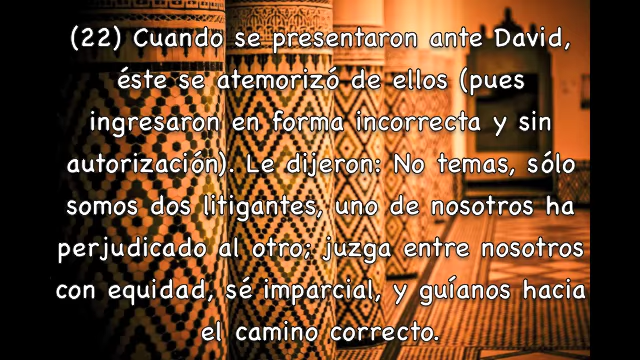 (22) Cuando se presentaron ante David,
éste se atemorizó de ellos (pues
ingresaron en forma incorrecta y sin
autorización). Le dijeron: No temas, sólo
somos dos litigantes, uno de nosotros ha
perjudicado al otro; juzga entre nosotros
con equidad, sé imparcial, y guíanos hacia
el camino correcto.